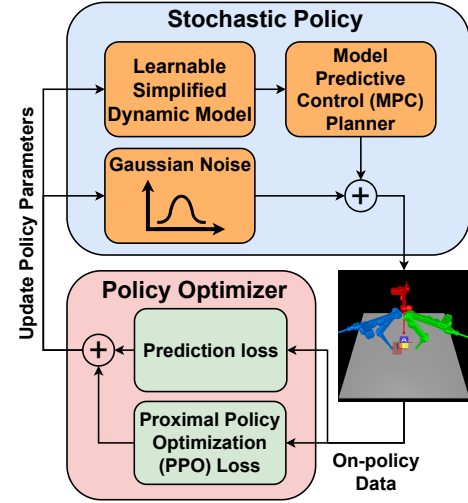 Stochastic Policy
Learnable
Simplified
Dynamic Model
Model
Predictive
Control (MPC)
Planner
Gaussian Noise
+
Update Policy Parameters
Policy Optimizer
Prediction loss
+
Proximal Policy
Optimization
(PPO) Loss
On-policy
Data